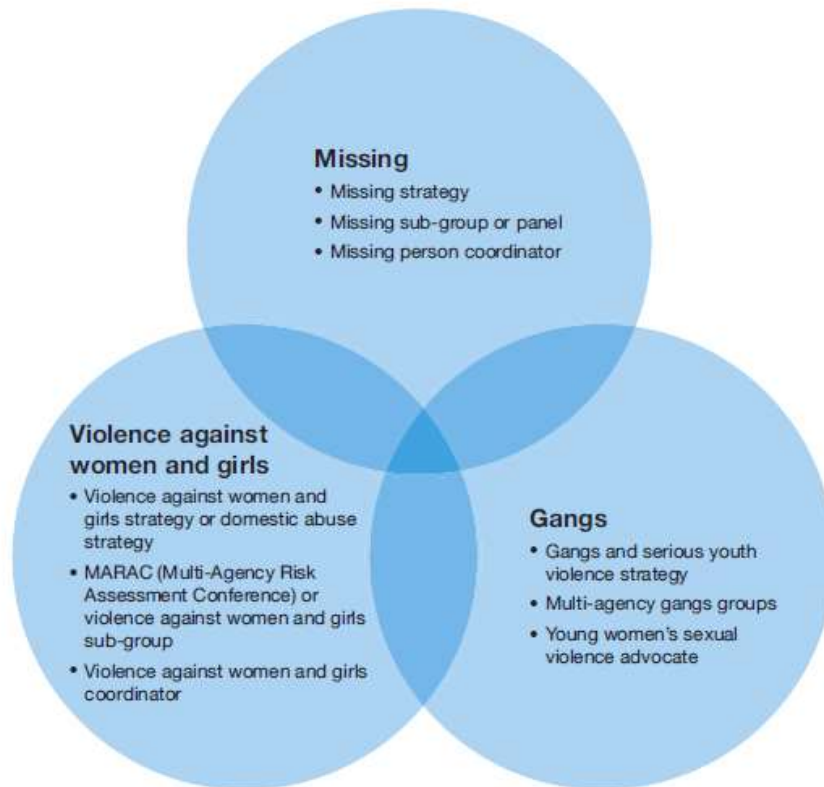 Missing
• Missing strategy
• Missing sub-group or panel
• Missing person coordinator
Violence against
women and girls
• Violence against women and
girls strategy or domestic abuse
strategy
• MARAC (Multi-Agency Risk
Assessment Conference) or
violence against women and girls
sub-group
• Violence against women and girls
coordinator
Gangs
• Gangs and serious youth
violence strategy
• Multi-agency gangs groups
• Young women's sexual
violence advocate